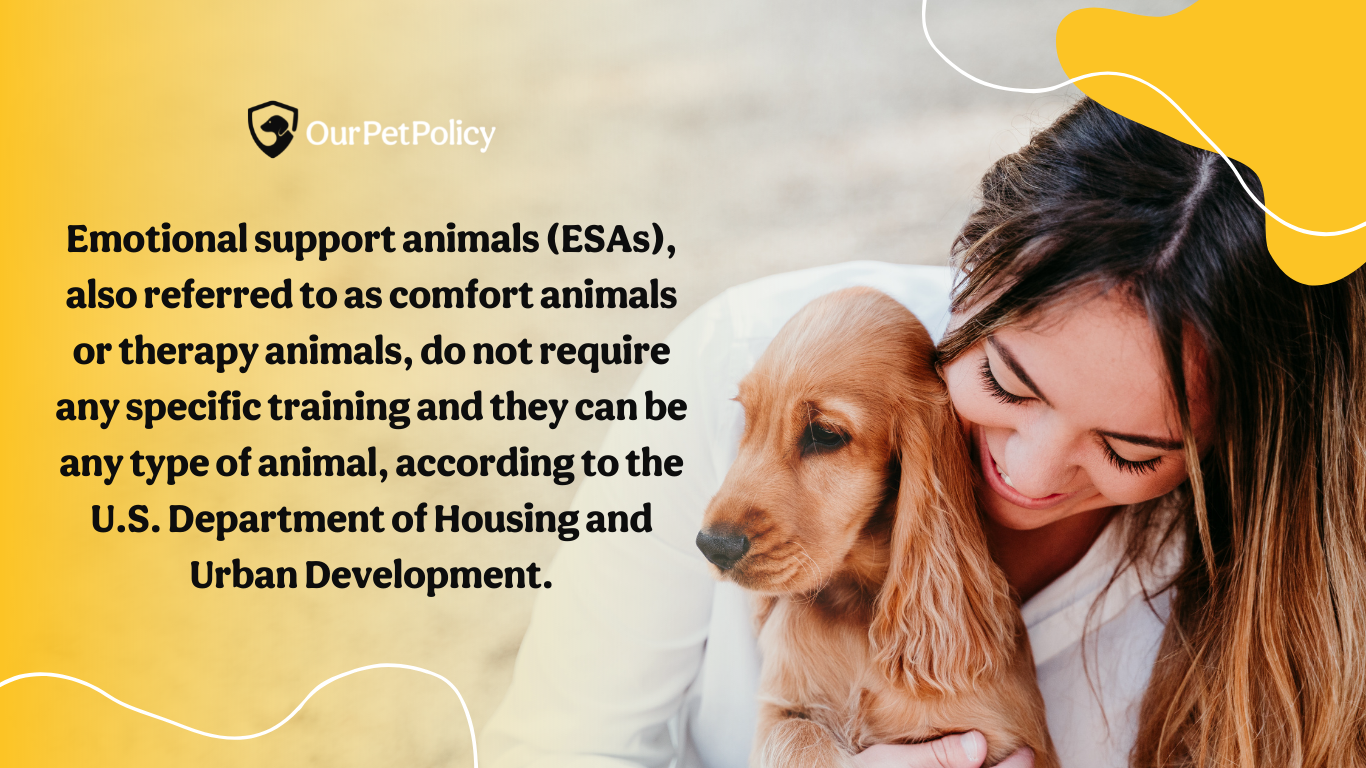 OurPetPolicy
Emotional support animals (ESAs),
also referred to as comfort animals
or therapy animals, do not require
any specific training and they can be
any type of animal, according to the
U.S. Department of Housing and
Urban Development.